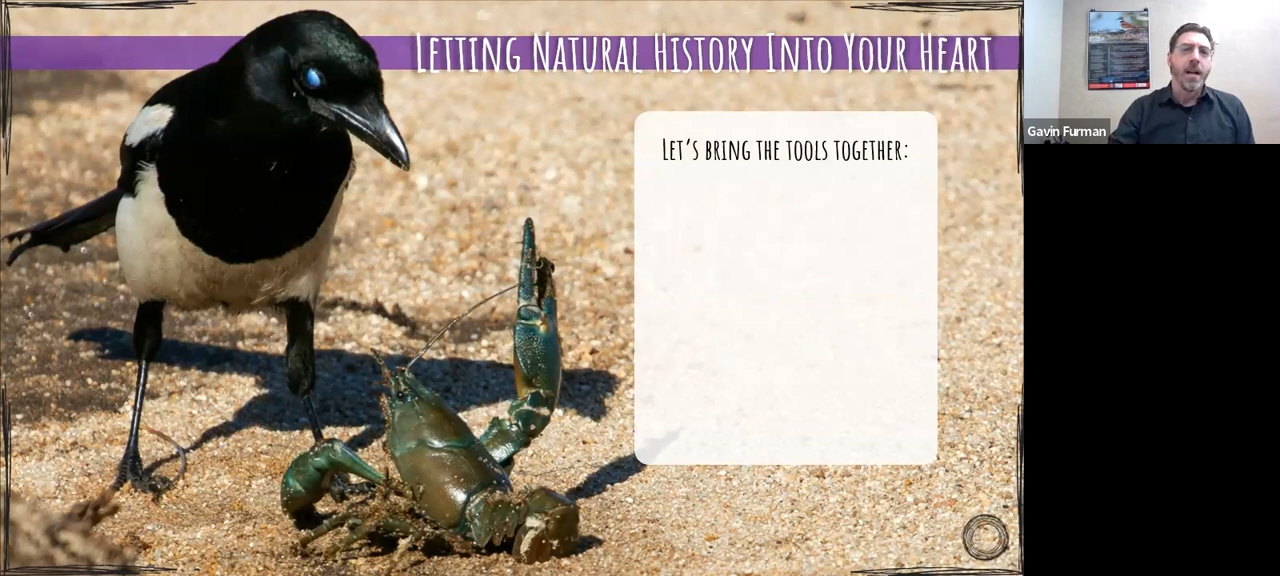 Letting Natural History Into Your Heart
Let's bring the tools together:
Gavin Furman